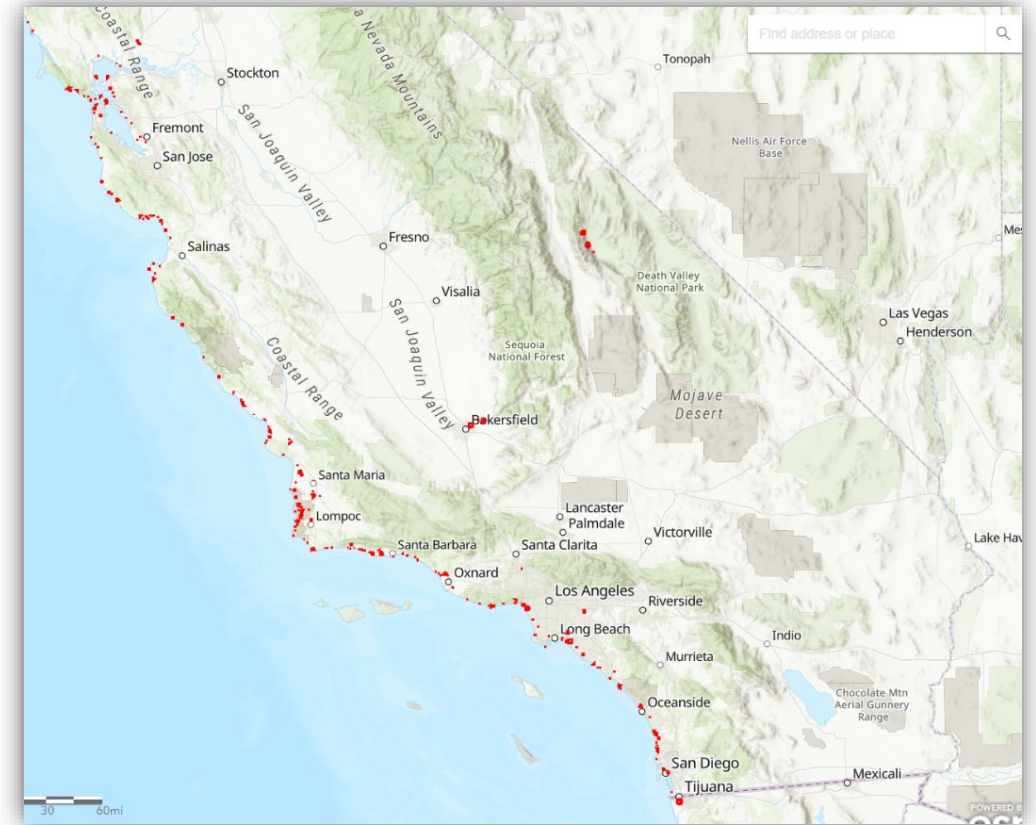 Find address or place
Coastal Range
a Nevada Mountains
Tonopah
Stockton
Nellis Air Force
Base
San Joaquin Valley
Fremont
San Jose
Fresno
Salinas
Mes
Death Valley
National Park
Visalia
San Joaquin Valley
Las Vegas
Henderson
Coastal Range
Sequoia
National Forest
Mojave
Desert
Bakersfield
Santa Maria
Lompoc
Lancaster
Palmdale
Victorville
Santa Barbara
Santa Clarita
Lake Hav
Oxnard
Los Angeles
Riverside
Long Beach
Indio
Murrieta
Oceanside
Chocolate Mtn
Aerial Gunnery
Range
San Diego
Tijuana
Mexicali
30 60mi
POWERED B
esri